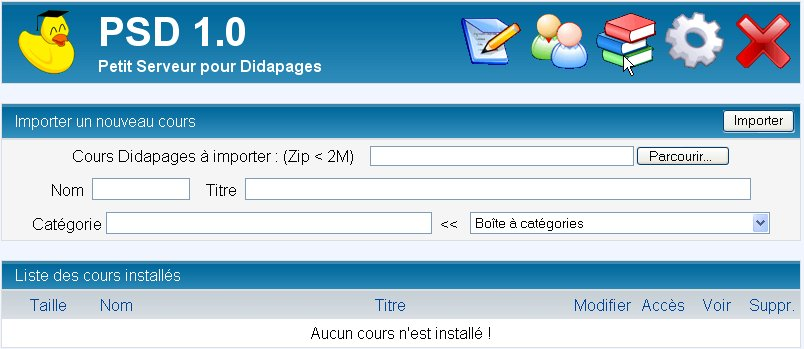 PSD 1.0
Petit Serveur pour Didapages
Importer un nouveau cours Importer
Cours Didapages à importer : (Zip < 2M) Parcourir...
Nom Titre
Catégorie << Boîte à catégories
Liste des cours installés
Taille Nom Titre Modifier Accès Voir Suppr.
Aucun cours n'est installé !